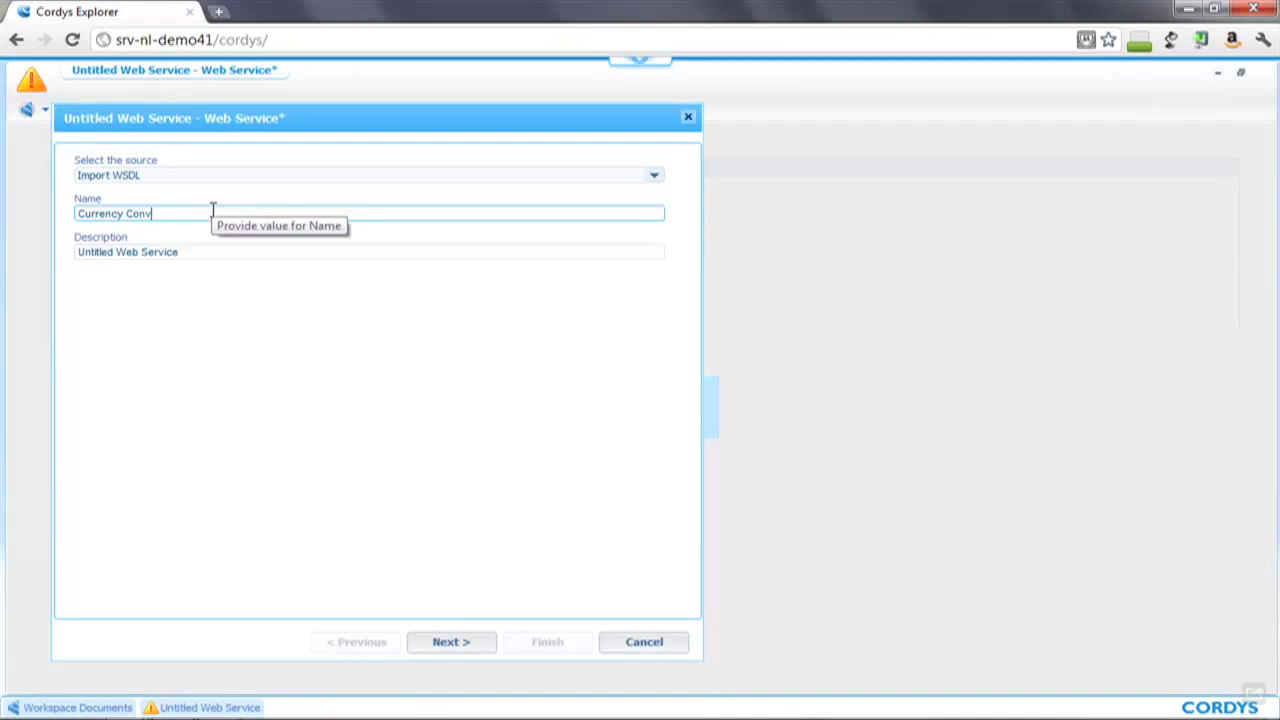 Cordys Explorer
srv-nl-demo41/cordys/
Untitled Web Service - Web Service*
Untitled Web Service - Web Service*
Select the source
Import WSDL
Name
Currency Conv
Provide value for Name
Description
Untitled Web Service
< Previous
Next >
Finish
Cancel
Workspace Documents
Untitled Web Service
CORDYS